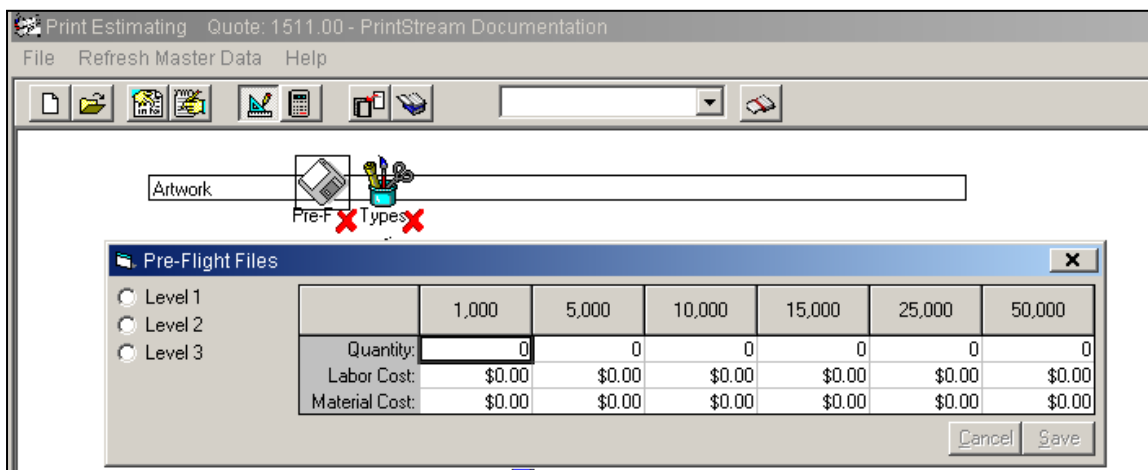 Print Estimating Quote: 1511.00 - PrintStream Documentation
File Refresh Master Data Help
Artwork
Pre-F Types
Pre-Flight Files
Level 1
Level 2
Level 3
1,000 5,000 10,000 15,000 25,000 50,000
Quantity: 0 0 0 0 0 0
Labor Cost: $0.00 $0.00 $0.00 $0.00 $0.00 $0.00
Material Cost: $0.00 $0.00 $0.00 $0.00 $0.00 $0.00
Cancel Save